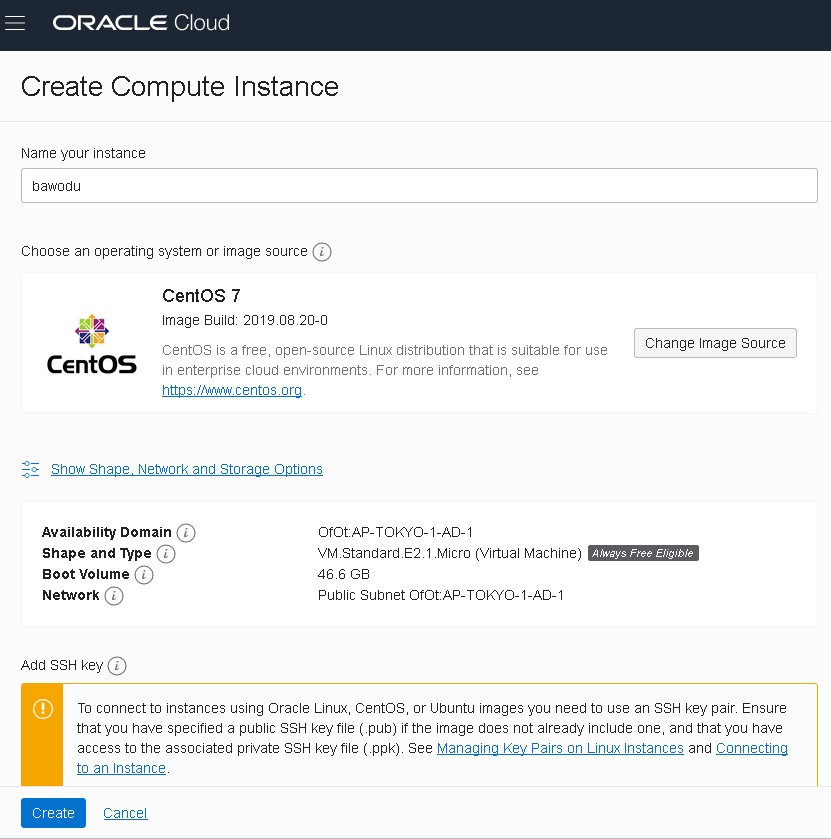 ORACLE Cloud
Create Compute Instance
Name your instance
bawodu
Choose an operating system or image source i
CentOS
CentOS 7
Image Build: 2019.08.20-0
CentOS is a free, open-source Linux distribution that is suitable for use
in enterprise cloud environments. For more information, see
https://www.centos.org.
Change Image Source
Show Shape, Network and Storage Options
Availability Domain i OfOt:AP-TOKYO-1-AD-1
Shape and Type i VM.Standard.E2.1.Micro (Virtual Machine) Always Free Eligible
Boot Volume i 46.6 GB
Network i Public Subnet OfOt:AP-TOKYO-1-AD-1
Add SSH key i
To connect to instances using Oracle Linux, CentOS, or Ubuntu images you need to use an SSH key pair. Ensure
that you have specified a public SSH key file (.pub) if the image does not already include one, and that you have
access to the associated private SSH key file (.ppk). See Managing Key Pairs on Linux Instances and Connecting
to an Instance.
Create Cancel